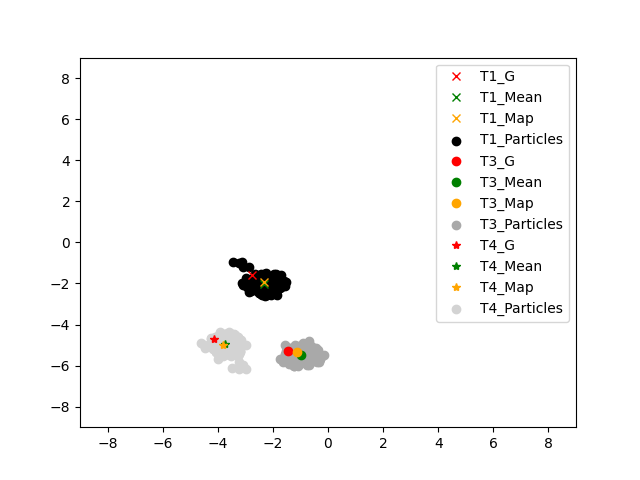 8
6
4
2
0
−2
−4
−6
−8
−8 −6 −4 −2 0 2 4 6 8
T1_G
T1_Mean
T1_Map
T1_Particles
T3_G
T3_Mean
T3_Map
T3_Particles
T4_G
T4_Mean
T4_Map
T4_Particles